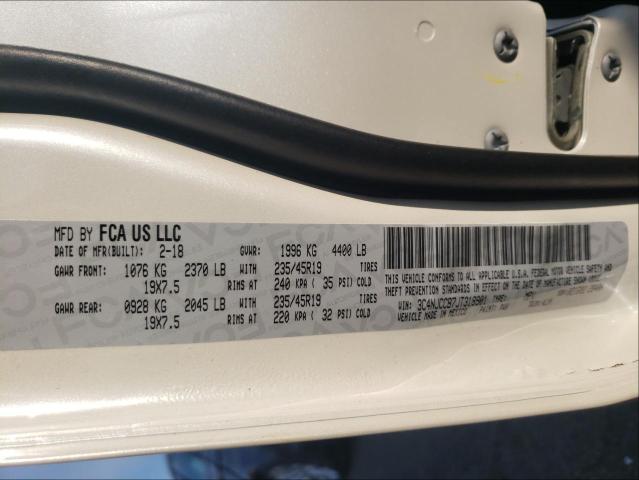 MFD BY FCA US LLC
DATE OF MFR(BUILT): 2-18 GVWR: 1996 KG 4400 LB
GAWR FRONT: 1076 KG 2370 LB WITH 235/45R19 TIRES
19X7.5 RIMS AT 240 KPA ( 35 PSI) COLD
GAWR REAR: 0928 KG 2045 LB WITH 235/45R19 TIRES
19X7.5 RIMS AT 220 KPA ( 32 PSI) COLD
THIS VEHICLE CONFORMS TO ALL APPLICABLE U.S.A. FEDERAL MOTOR VEHICLE SAFETY,
BUMPER, AND
THEFT PREVENTION STANDARDS IN EFFECT ON THE DATE OF MANUFACTURE SHOWN ABOVE
VIN: TYPE:
VEHICLE MADE IN MEXICO PAINT: